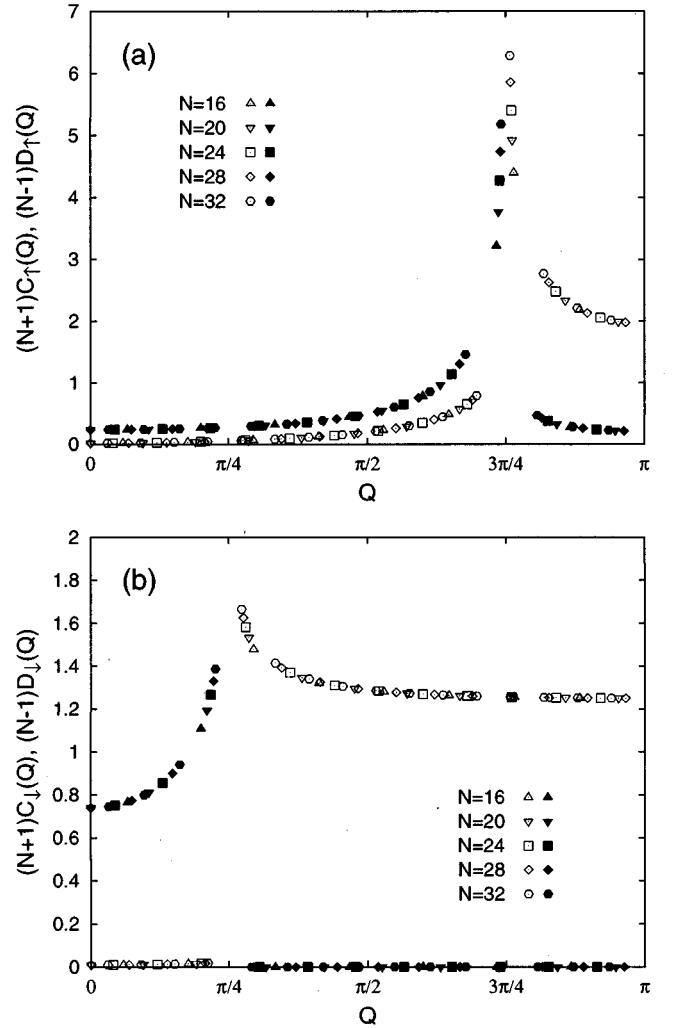 (N+1)C↑(Q), (N-1)D↑(Q)
7
6
5
4
3
2
1
0
(a)
N=16
N=20
N=24
N=28
N=32
0 π/4 π/2 3π/4 π
Q
(N+1)C↓(Q), (N-1)D↓(Q)
2
1.8
1.6
1.4
1.2
1
0.8
0.6
0.4
0.2
0
(b)
N=16
N=20
N=24
N=28
N=32
0 π/4 π/2 3π/4 π
Q